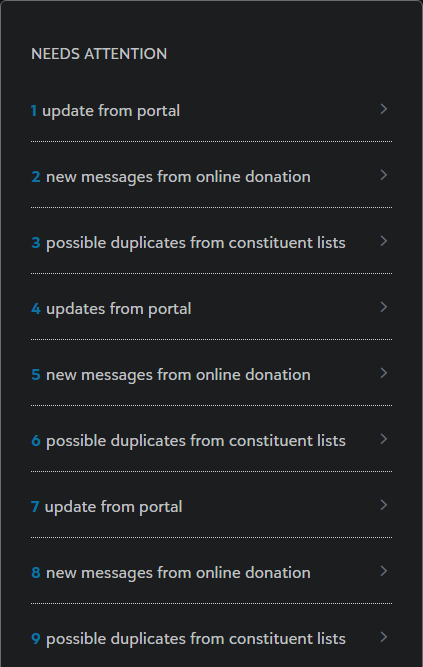 NEEDS ATTENTION
1 update from portal
2 new messages from online donation
3 possible duplicates from constituent lists
4 updates from portal
5 new messages from online donation
6 possible duplicates from constituent lists
7 update from portal
8 new messages from online donation
9 possible duplicates from constituent lists